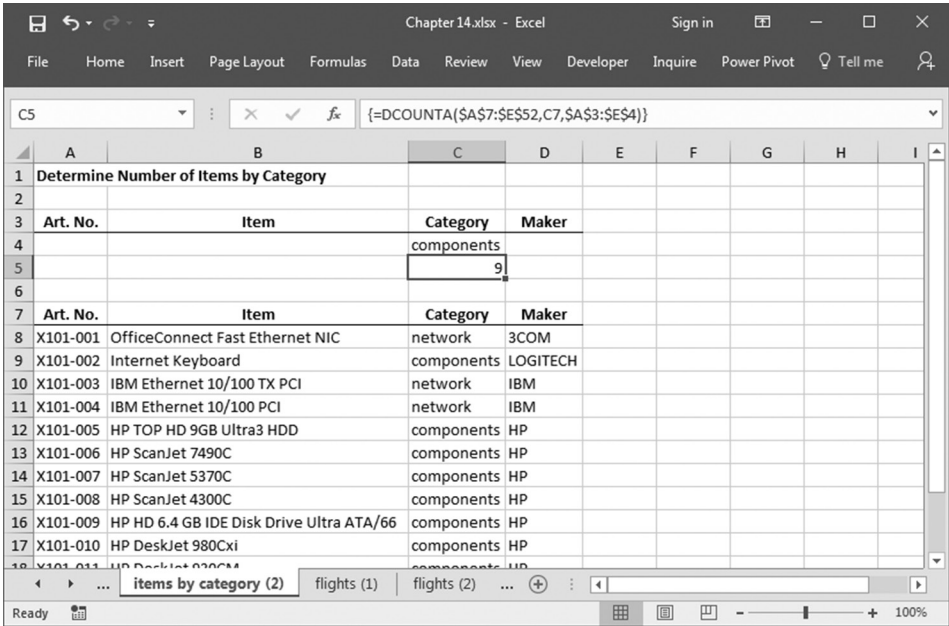 Chapter 14.xlsx - Excel
Sign in
File Home Insert Page Layout Formulas Data Review View Developer Inquire Power Pivot Tell me
C5 fx {=DCOUNTA($A$7:$E$52,C7,$A$3:$E$4)}
A B C D E F G H I
1 Determine Number of Items by Category
2
3 Art. No. Item Category Maker
4 components
5 9
6
7 Art. No. Item Category Maker
8 X101-001 OfficeConnect Fast Ethernet NIC network 3COM
9 X101-002 Internet Keyboard components LOGITECH
10 X101-003 IBM Ethernet 10/100 TX PCI network IBM
11 X101-004 IBM Ethernet 10/100 PCI network IBM
12 X101-005 HP TOP HD 9GB Ultra3 HDD components HP
13 X101-006 HP ScanJet 7490C components HP
14 X101-007 HP ScanJet 5370C components HP
15 X101-008 HP ScanJet 4300C components HP
16 X101-009 HP HD 6.4 GB IDE Disk Drive Ultra ATA/66 components HP
17 X101-010 HP DeskJet 980Cxi components HP
18 X101-011 HP DeskJet components HP
... items by category (2) flights (1) flights (2) ...
Ready 100%